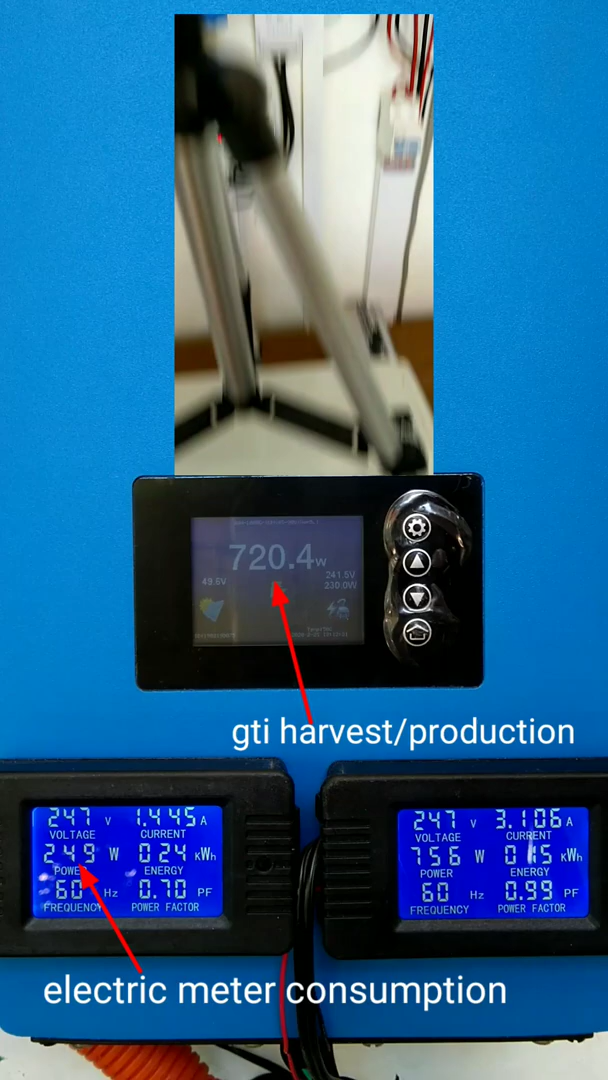 720.4W
49.6V
241.5V
230.0W
gti harvest/production
247 V 1.445 A
VOLTAGE CURRENT
249 W 024 KWh
POWER ENERGY
60 Hz 0.70 PF
FREQUENCY POWER FACTOR
247 V 3.106 A
VOLTAGE CURRENT
756 W 015 KWh
POWER ENERGY
60 Hz 0.99 PF
FREQUENCY POWER FACTOR
electric meter consumption